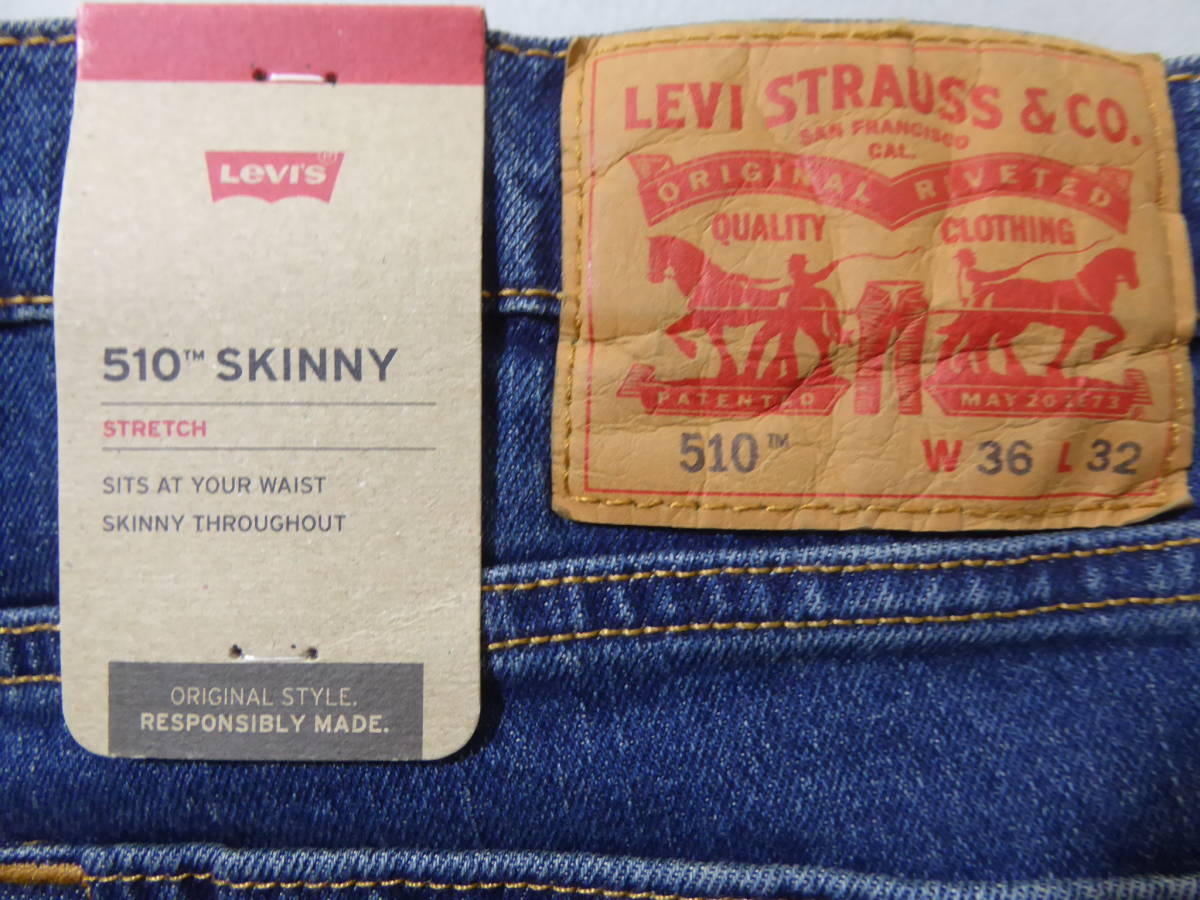 Levi's
510™ SKINNY
STRETCH
SITS AT YOUR WAIST
SKINNY THROUGHOUT
ORIGINAL STYLE.
RESPONSIBLY MADE.
LEVI STRAUSS & CO.
SAN FRANCISCO
CAL.
ORIGINAL RIVETED
QUALITY CLOTHING
PATENTED MAY 20 1873
510™ W 36 L 32